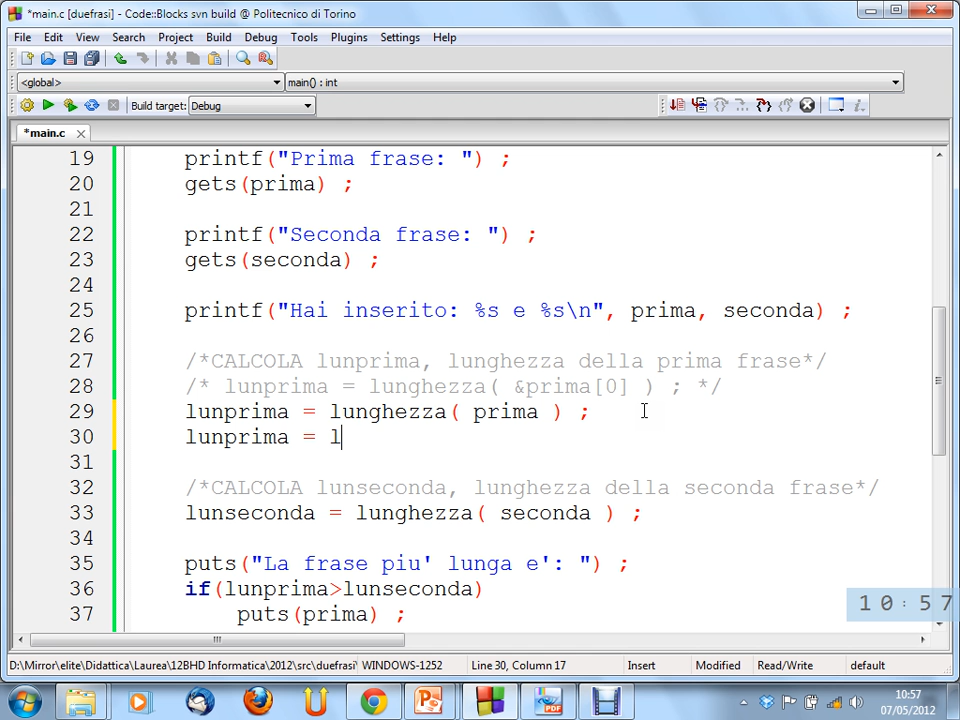 *main.c [duefrasi] - Code::Blocks svn build @ Politecnico di Torino
File Edit View Search Project Build Debug Tools Plugins Settings Help
<global> main() : int
Build target: Debug
*main.c
19 printf("Prima frase: ") ;
20 gets(prima) ;
21
22 printf("Seconda frase: ") ;
23 gets(seconda) ;
24
25 printf("Hai inserito: %s e %s\n", prima, seconda) ;
26
27 /*CALCOLA lunprima, lunghezza della prima frase*/
28 /* lunprima = lunghezza( &prima[0] ) ; */
29 lunprima = lunghezza( prima ) ;
30 lunprima = l
31
32 /*CALCOLA lunseconda, lunghezza della seconda frase*/
33 lunseconda = lunghezza( seconda ) ;
34
35 puts("La frase piu' lunga e': ") ;
36 if(lunprima>lunseconda)
37 puts(prima) ;
10:57
D:\Mirror\elite\Didattica\Laurea\12BHD Informatica\2012\src\duefrasi\ WINDOWS-1252 Line 30, Column 17 Insert Modified Read/Write default
10:57
07/05/2012